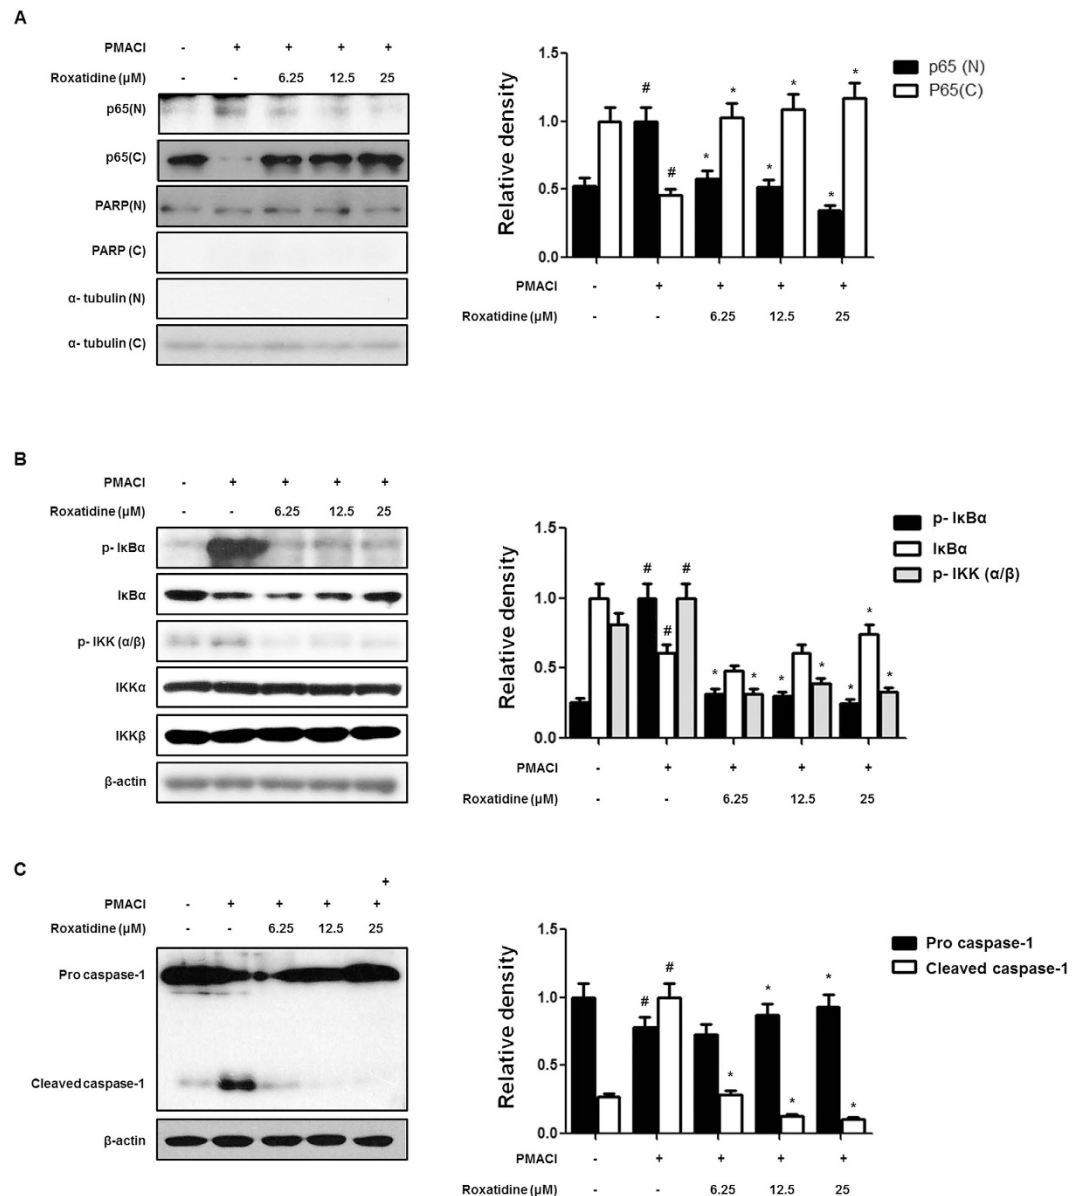 A
PMACI - + + + +
Roxatidine (μM) - - 6.25 12.5 25
p65(N)
p65(C)
PARP(N)
PARP (C)
α- tubulin (N)
α- tubulin (C)
Relative density
1.5
1.0
0.5
0.0
# # * * * * * *
p65 (N)
P65(C)
PMACI - + + + +
Roxatidine (μM) - - 6.25 12.5 25
B
PMACI - + + + +
Roxatidine (μM) - - 6.25 12.5 25
p- IκBα
IκBα
p- IKK (α/β)
IKKα
IKKβ
β-actin
Relative density
1.5
1.0
0.5
0.0
# # # * * * * * * *
p- IκBα
IκBα
p- IKK (α/β)
PMACI - + + + +
Roxatidine (μM) - - 6.25 12.5 25
C
+
PMACI - + + + +
Roxatidine (μM) - - 6.25 12.5 25
Pro caspase-1
Cleaved caspase-1
β-actin
Relative density
1.5
1.0
0.5
0.0
# # * * * * *
Pro caspase-1
Cleaved caspase-1
PMACI - + + + +
Roxatidine (μM) - - 6.25 12.5 25